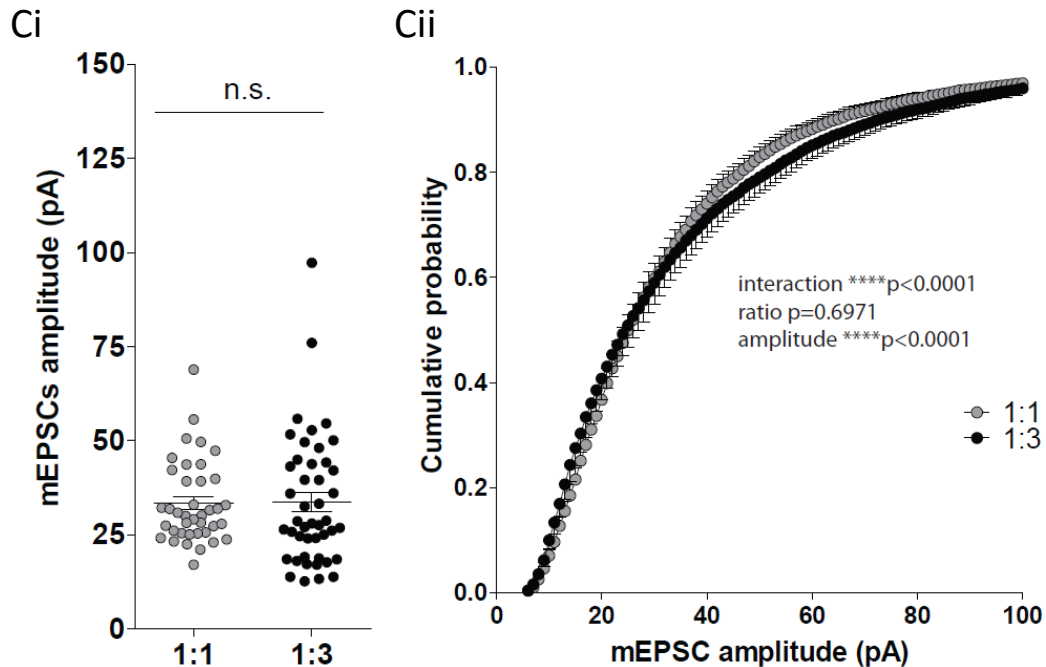 Ci
150
125
100
75
50
25
0
mEPSCs amplitude (pA)
n.s.
1:1
1:3
Cii
1.0
0.8
0.6
0.4
0.2
0.0
Cumulative probability
interaction ****p<0.0001
ratio p=0.6971
amplitude ****p<0.0001
1:1
1:3
0
20
40
60
80
100
mEPSC amplitude (pA)